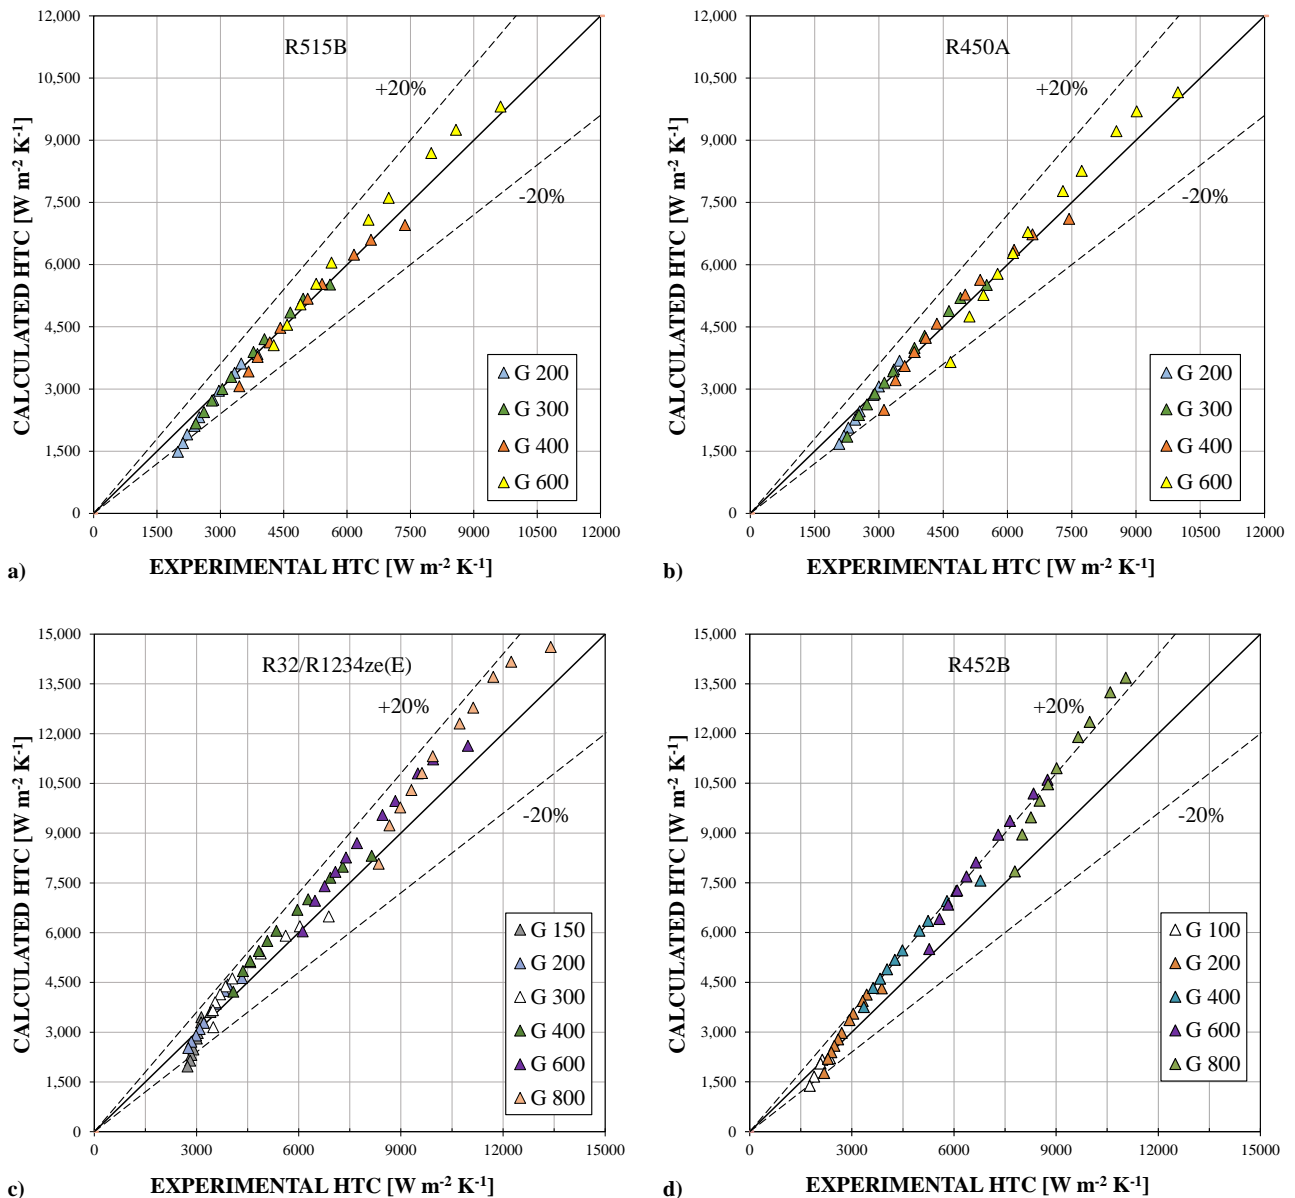 R515B
+20%
-20%
CALCULATED HTC [W m-2 K-1]
12,000
10,500
9,000
7,500
6,000
4,500
3,000
1,500
0
G 200
G 300
G 400
G 600
0 1500 3000 4500 6000 7500 9000 10500 12000
a) EXPERIMENTAL HTC [W m-2 K-1]
R450A
+20%
-20%
CALCULATED HTC [W m-2 K-1]
12,000
10,500
9,000
7,500
6,000
4,500
3,000
1,500
0
G 200
G 300
G 400
G 600
0 1500 3000 4500 6000 7500 9000 10500 12000
b) EXPERIMENTAL HTC [W m-2 K-1]
R32/R1234ze(E)
+20%
-20%
CALCULATED HTC [W m-2 K-1]
15,000
13,500
12,000
10,500
9,000
7,500
6,000
4,500
3,000
1,500
0
G 150
G 200
G 300
G 400
G 600
G 800
0 3000 6000 9000 12000 15000
c) EXPERIMENTAL HTC [W m-2 K-1]
R452B
+20%
-20%
CALCULATED HTC [W m-2 K-1]
15,000
13,500
12,000
10,500
9,000
7,500
6,000
4,500
3,000
1,500
0
G 100
G 200
G 400
G 600
G 800
0 3000 6000 9000 12000 15000
d) EXPERIMENTAL HTC [W m-2 K-1]